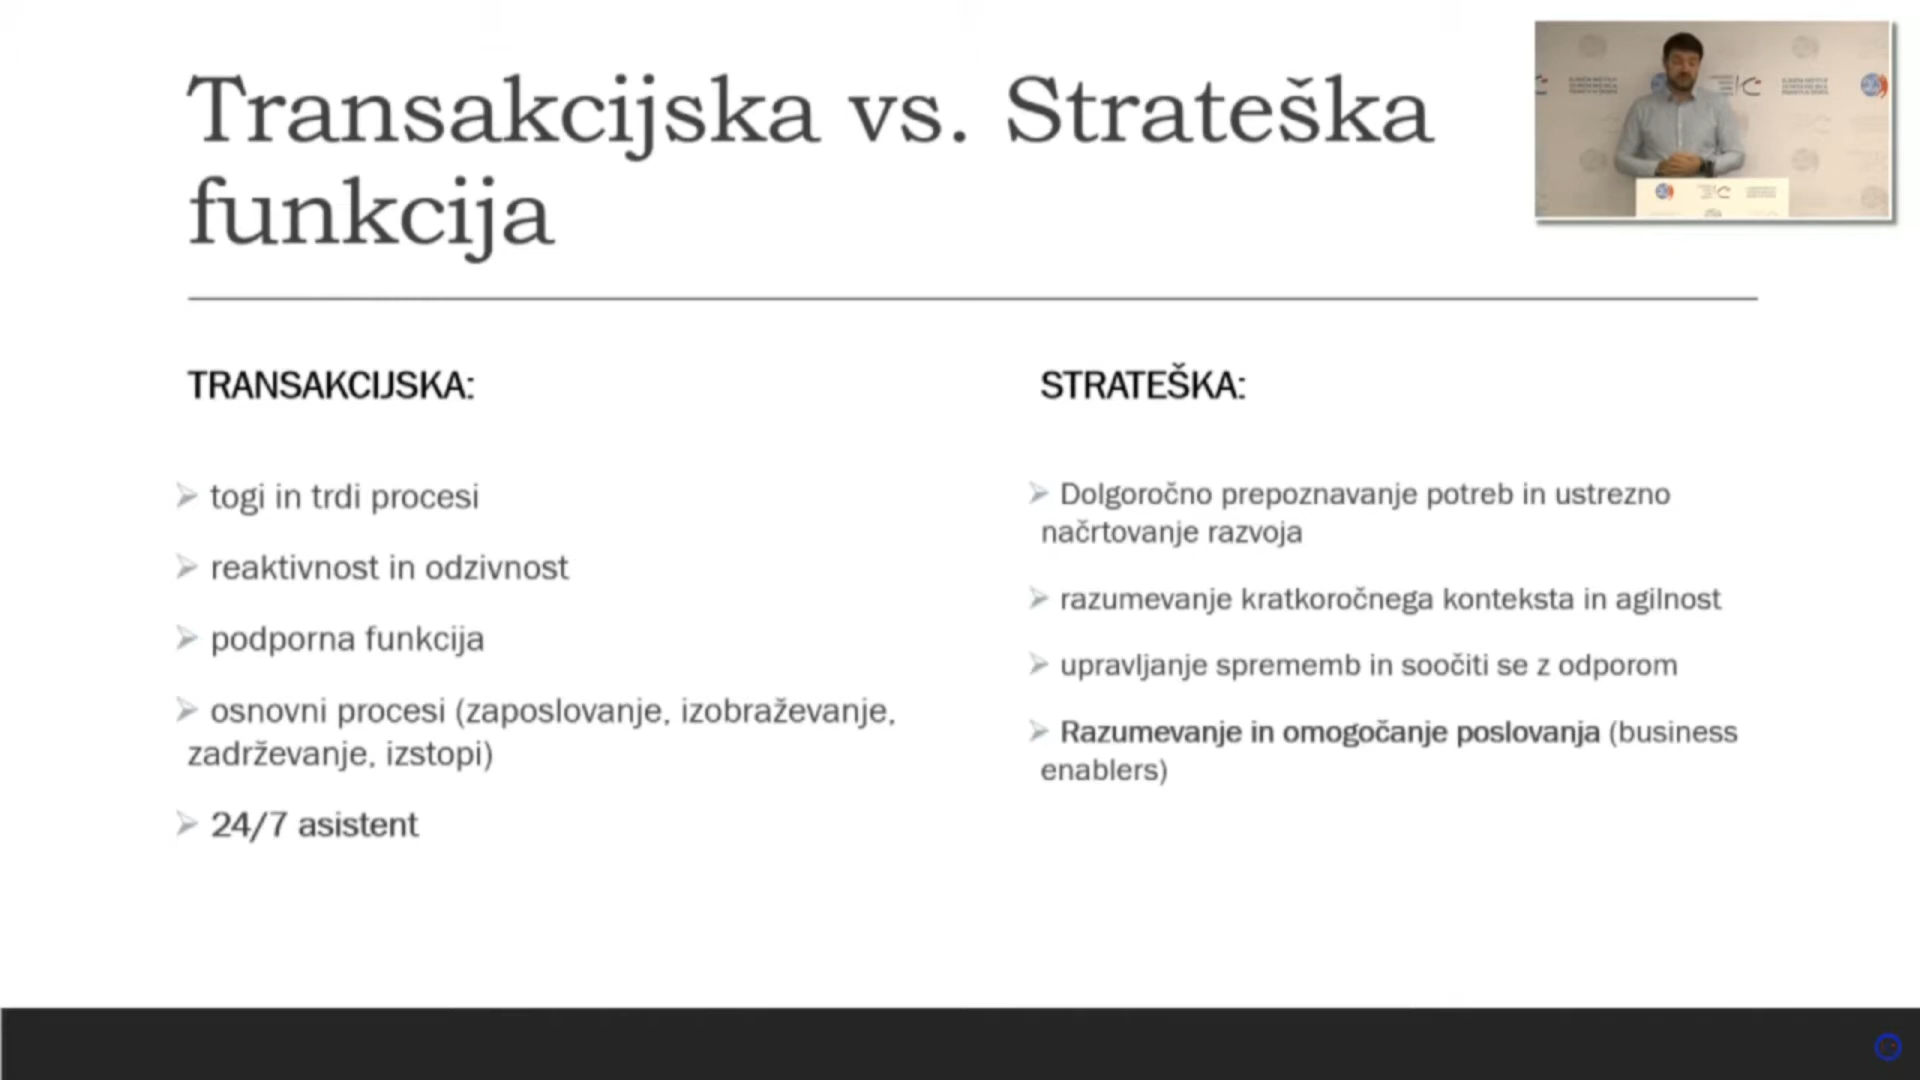 Transakcijska vs. Strateška
funkcija
TRANSAKCIJSKA:
➢ togi in trdi procesi
➢ reaktivnost in odzivnost
➢ podporna funkcija
➢ osnovni procesi (zaposlovanje, izobraževanje,
zadrževanje, izstopi)
➢ 24/7 asistent
STRATEŠKA:
➢ Dolgoročno prepoznavanje potreb in ustrezno
načrtovanje razvoja
➢ razumevanje kratkoročnega konteksta in agilnost
➢ upravljanje sprememb in soočiti se z odporom
➢ Razumevanje in omogočanje poslovanja (business
enablers)